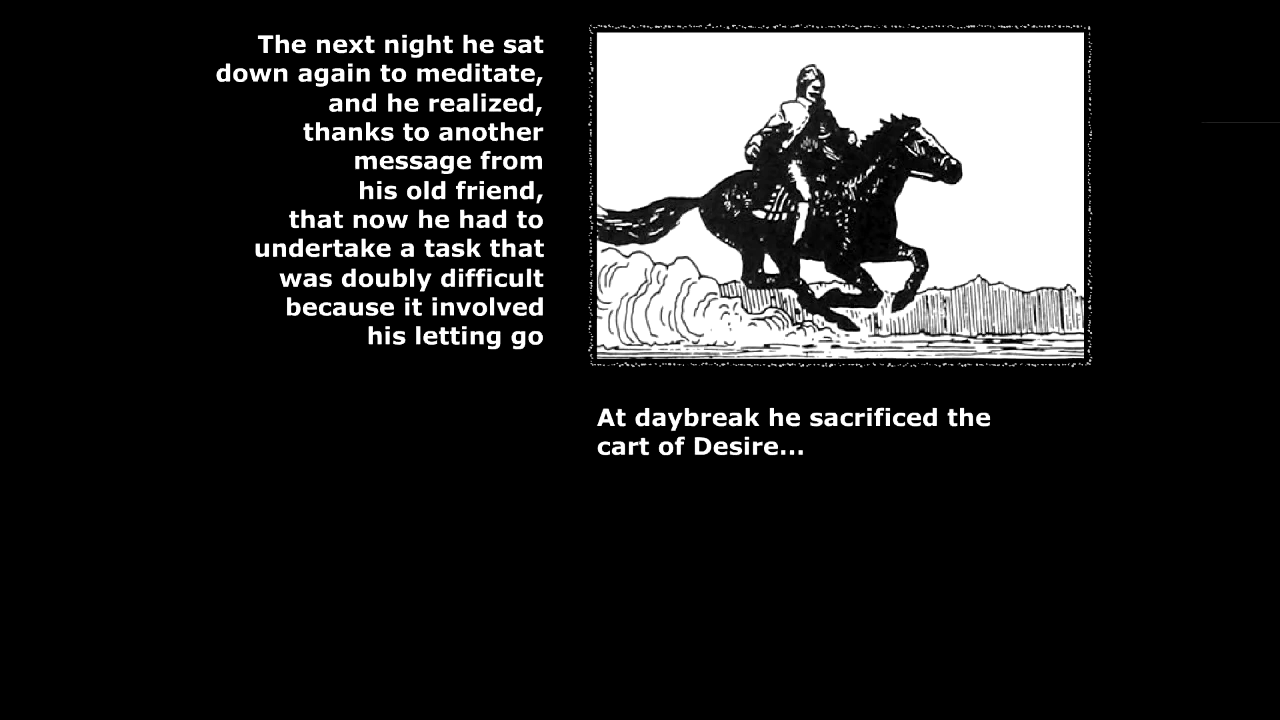 The next night he sat
down again to meditate,
and he realized,
thanks to another
message from
his old friend,
that now he had to
undertake a task that
was doubly difficult
because it involved
his letting go
At daybreak he sacrificed the
cart of Desire...